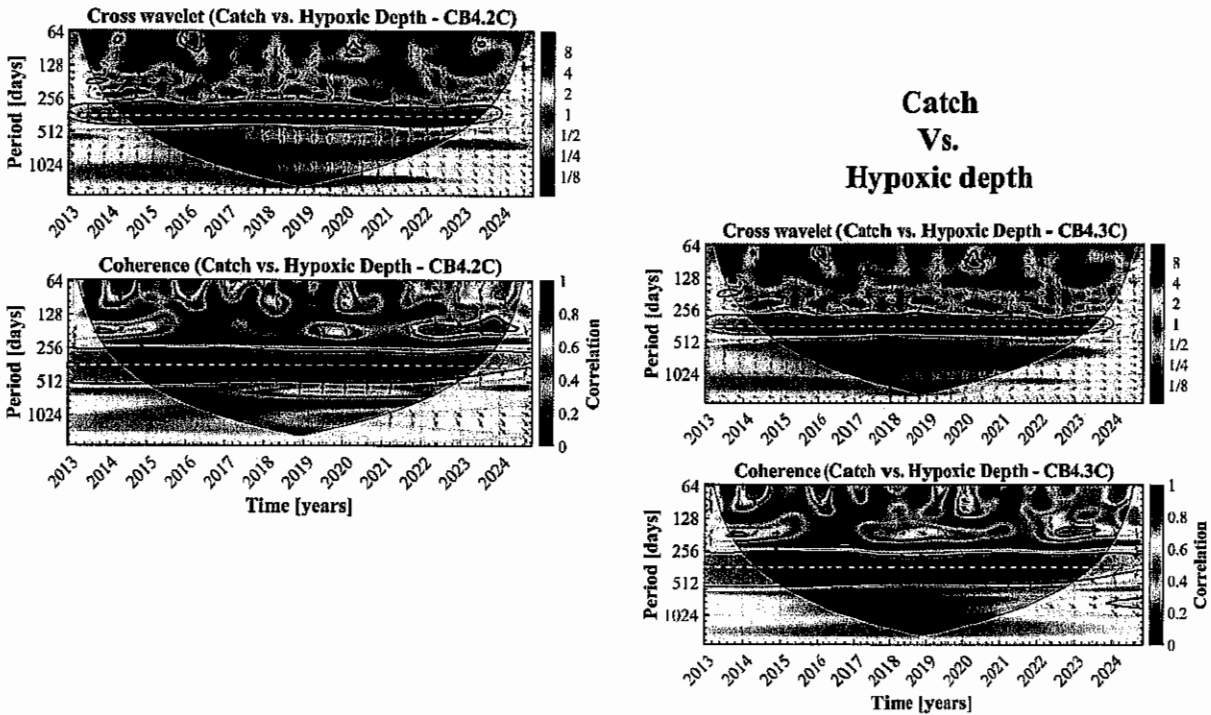 Cross wavelet (Catch vs. Hypoxic Depth - CB4.2C)
Period [days]
64
128
256
512
1024
8
4
2
1
1/2
1/4
1/8
2013 2014 2015 2016 2017 2018 2019 2020 2021 2022 2023 2024
Coherence (Catch vs. Hypoxic Depth - CB4.2C)
Period [days]
64
128
256
512
1024
1
0.8
0.6
0.4
0.2
0
Correlation
2013 2014 2015 2016 2017 2018 2019 2020 2021 2022 2023 2024
Time [years]
Catch
Vs.
Hypoxic depth
Cross wavelet (Catch vs. Hypoxic Depth - CB4.3C)
Period [days]
64
128
256
512
1024
8
4
2
1
1/2
1/4
1/8
2013 2014 2015 2016 2017 2018 2019 2020 2021 2022 2023 2024
Coherence (Catch vs. Hypoxic Depth - CB4.3C)
Period [days]
64
128
256
512
1024
1
0.8
0.6
0.4
0.2
0
Correlation
2013 2014 2015 2016 2017 2018 2019 2020 2021 2022 2023 2024
Time [years]